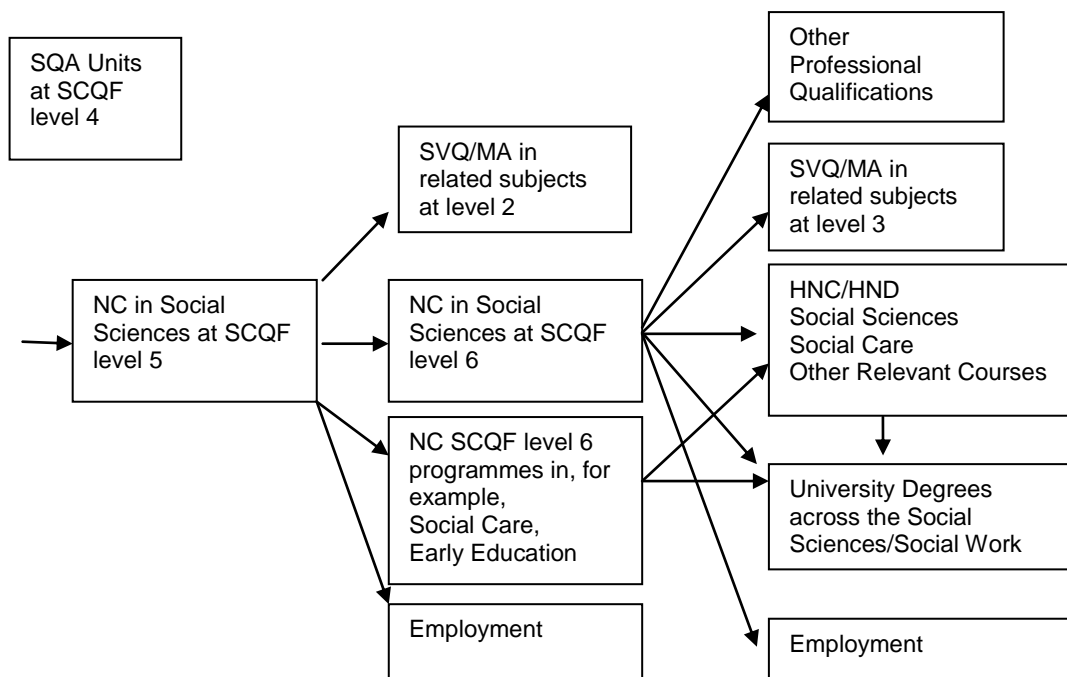 SQA Units
at SCQF
level 4
NC in Social
Sciences at SCQF
level 5
SVQ/MA in
related subjects
at level 2
NC in Social
Sciences at SCQF
level 6
NC SCQF level 6
programmes in, for
example,
Social Care,
Early Education
Employment
Other
Professional
Qualifications
SVQ/MA in
related subjects
at level 3
HNC/HND
Social Sciences
Social Care
Other Relevant Courses
University Degrees
across the Social
Sciences/Social Work
Employment